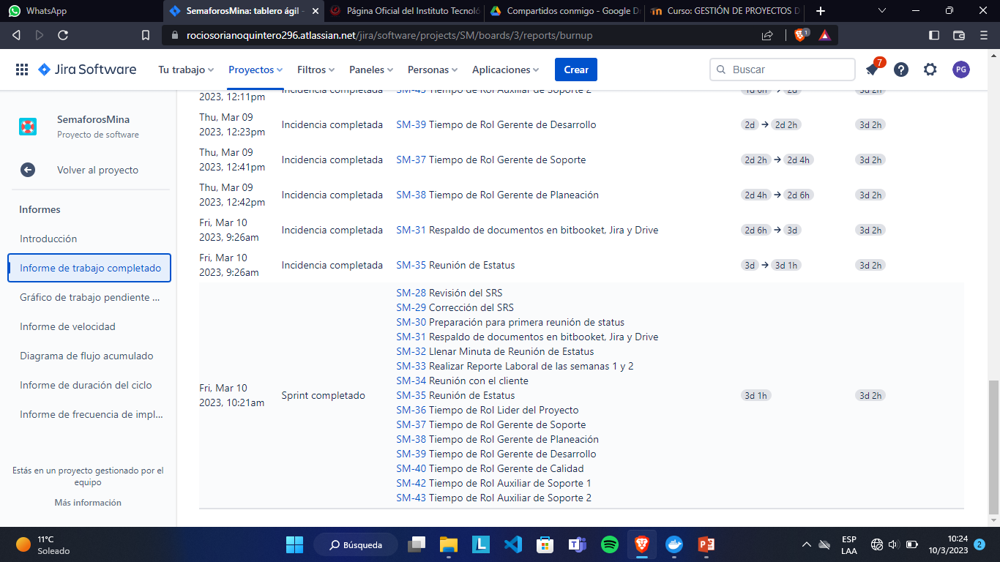 WhatsApp
SemaforosMina: tablero ágil -
Página Oficial del Instituto Tecnoló
Compartidos conmigo - Google D
Curso: GESTIÓN DE PROYECTOS D
rociosorianoquintero296.atlassian.net/jira/software/projects/SM/boards/3/reports/burnup
1
Jira Software
Tu trabajo
Proyectos
Filtros
Paneles
Personas
Aplicaciones
Crear
Buscar
7
PG
SemaforosMina
Proyecto de software
Volver al proyecto
Informes
Introducción
Informe de trabajo completado
Gráfico de trabajo pendiente ...
Informe de velocidad
Diagrama de flujo acumulado
Informe de duración del ciclo
Informe de frecuencia de impl...
Estás en un proyecto gestionado por el
equipo
Más información
2023, 12:11pm Incidencia completada SM-43 Tiempo de Rol Auxiliar de Soporte 2 1d 6h → 2d 3d 2h
Thu, Mar 09
2023, 12:23pm Incidencia completada SM-39 Tiempo de Rol Gerente de Desarrollo 2d → 2d 2h 3d 2h
Thu, Mar 09
2023, 12:41pm Incidencia completada SM-37 Tiempo de Rol Gerente de Soporte 2d 2h → 2d 4h 3d 2h
Thu, Mar 09
2023, 12:42pm Incidencia completada SM-38 Tiempo de Rol Gerente de Planeación 2d 4h → 2d 6h 3d 2h
Fri, Mar 10
2023, 9:26am Incidencia completada SM-31 Respaldo de documentos en bitbooket, Jira y Drive 2d 6h → 3d 3d 2h
Fri, Mar 10
2023, 9:26am Incidencia completada SM-35 Reunión de Estatus 3d → 3d 1h 3d 2h
Fri, Mar 10
2023, 10:21am Sprint completado
SM-28 Revisión del SRS
SM-29 Corrección del SRS
SM-30 Preparación para primera reunión de status
SM-31 Respaldo de documentos en bitbooket, Jira y Drive
SM-32 Llenar Minuta de Reunión de Estatus
SM-33 Realizar Reporte Laboral de las semanas 1 y 2
SM-34 Reunión con el cliente
SM-35 Reunión de Estatus
SM-36 Tiempo de Rol Lider del Proyecto
SM-37 Tiempo de Rol Gerente de Soporte
SM-38 Tiempo de Rol Gerente de Planeación
SM-39 Tiempo de Rol Gerente de Desarrollo
SM-40 Tiempo de Rol Gerente de Calidad
SM-42 Tiempo de Rol Auxiliar de Soporte 1
SM-43 Tiempo de Rol Auxiliar de Soporte 2
3d 1h 3d 2h
11°C
Soleado
Búsqueda
ESP
LAA
10:24
10/3/2023
2